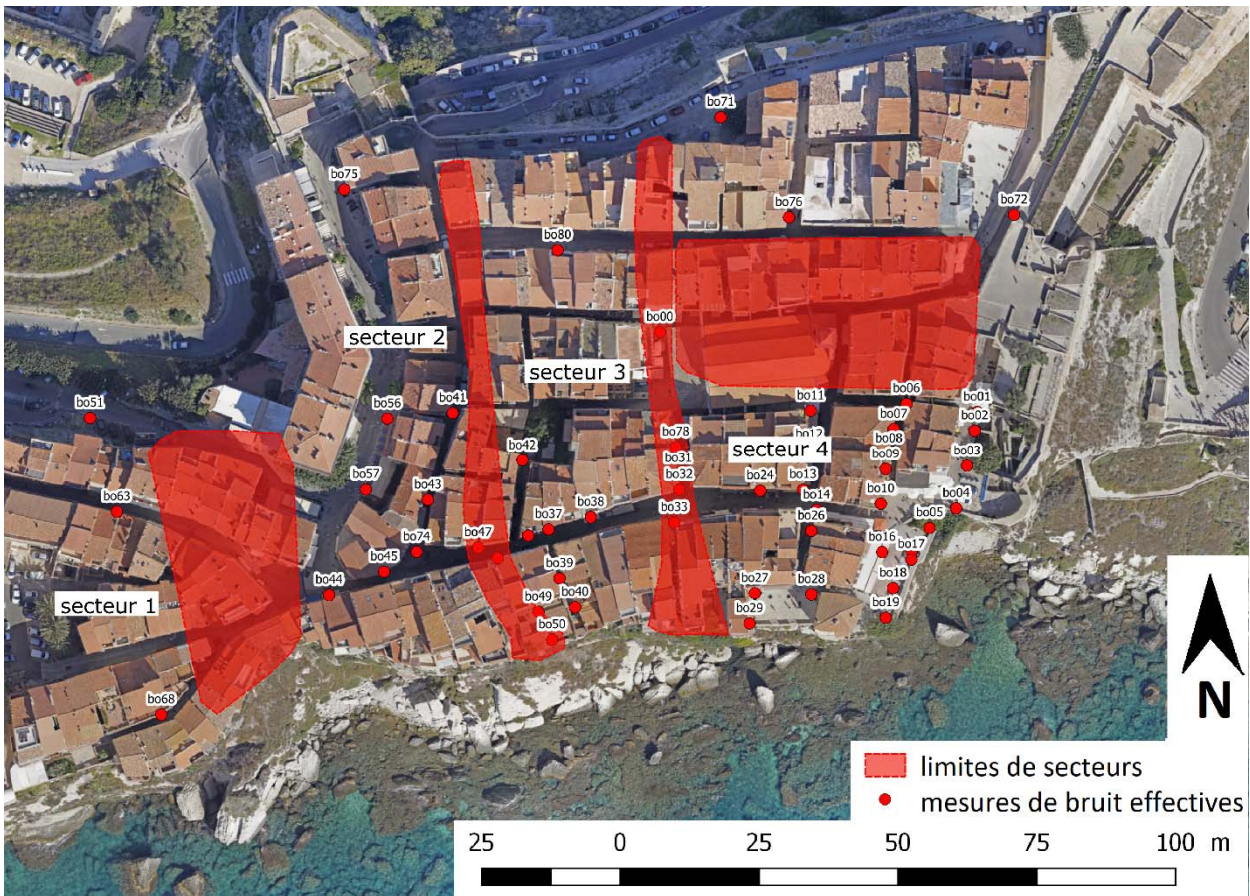 bo71
bo75
bo76
bo72
bo80
bo00
secteur 2
secteur 3
bo51
bo56
bo41
bo11
bo06
bo01
bo07
bo02
bo42
bo78
bo12
bo08
bo31
secteur 4
bo09
bo03
bo57
bo32
bo24
bo13
bo63
bo43
bo14
bo10
bo04
bo38
bo33
bo26
bo05
bo37
bo47
bo74
bo16
bo17
bo45
bo39
secteur 1
bo44
bo27
bo28
bo18
bo49
bo40
bo29
bo19
bo50
bo68
N
limites de secteurs
mesures de bruit effectives
25 0 25 50 75 100 m